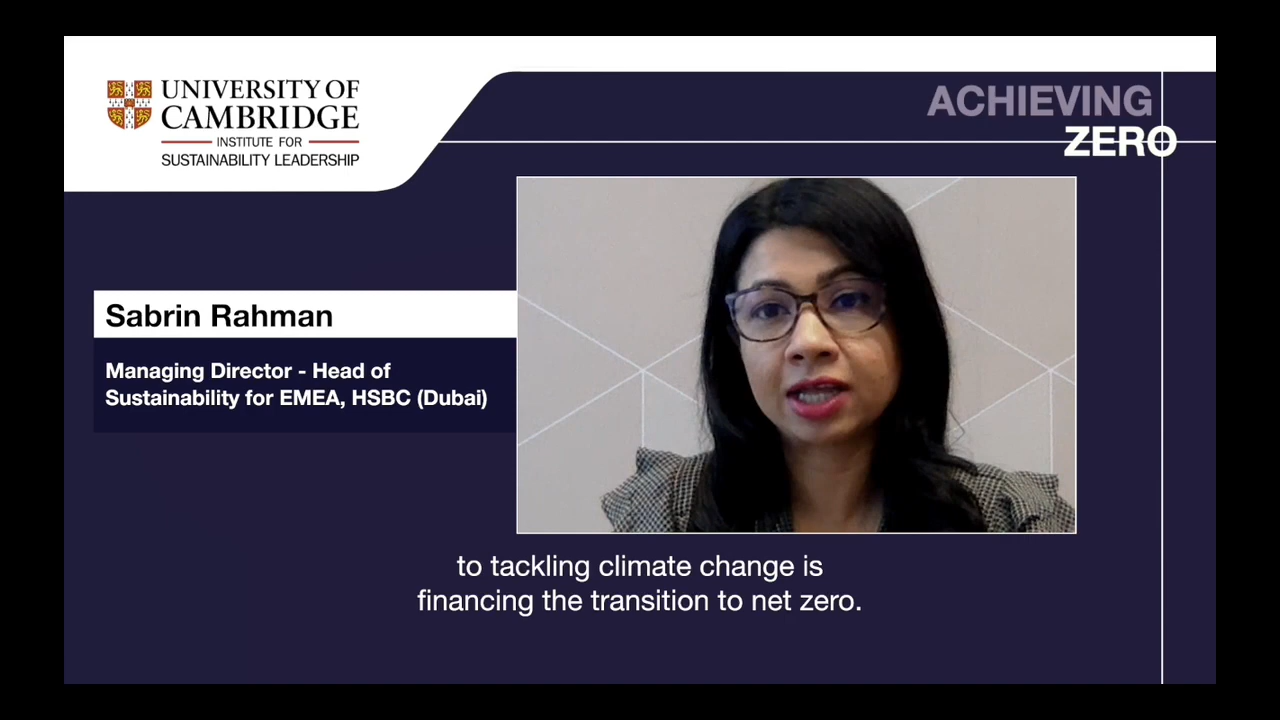 UNIVERSITY OF
CAMBRIDGE
INSTITUTE FOR
SUSTAINABILITY LEADERSHIP
ACHIEVING
ZERO
Sabrin Rahman
Managing Director - Head of
Sustainability for EMEA, HSBC (Dubai)
to tackling climate change is
financing the transition to net zero.